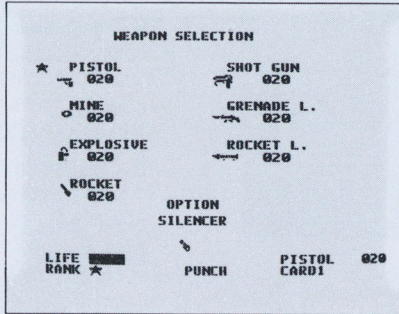 WEAPON SELECTION
PISTOL SHOT GUN
020 020
MINE GRENADE L.
020 020
EXPLOSIVE ROCKET L.
020 020
ROCKET
020
OPTION
SILENCER
LIFE PISTOL 020
RANK PUNCH CARD1